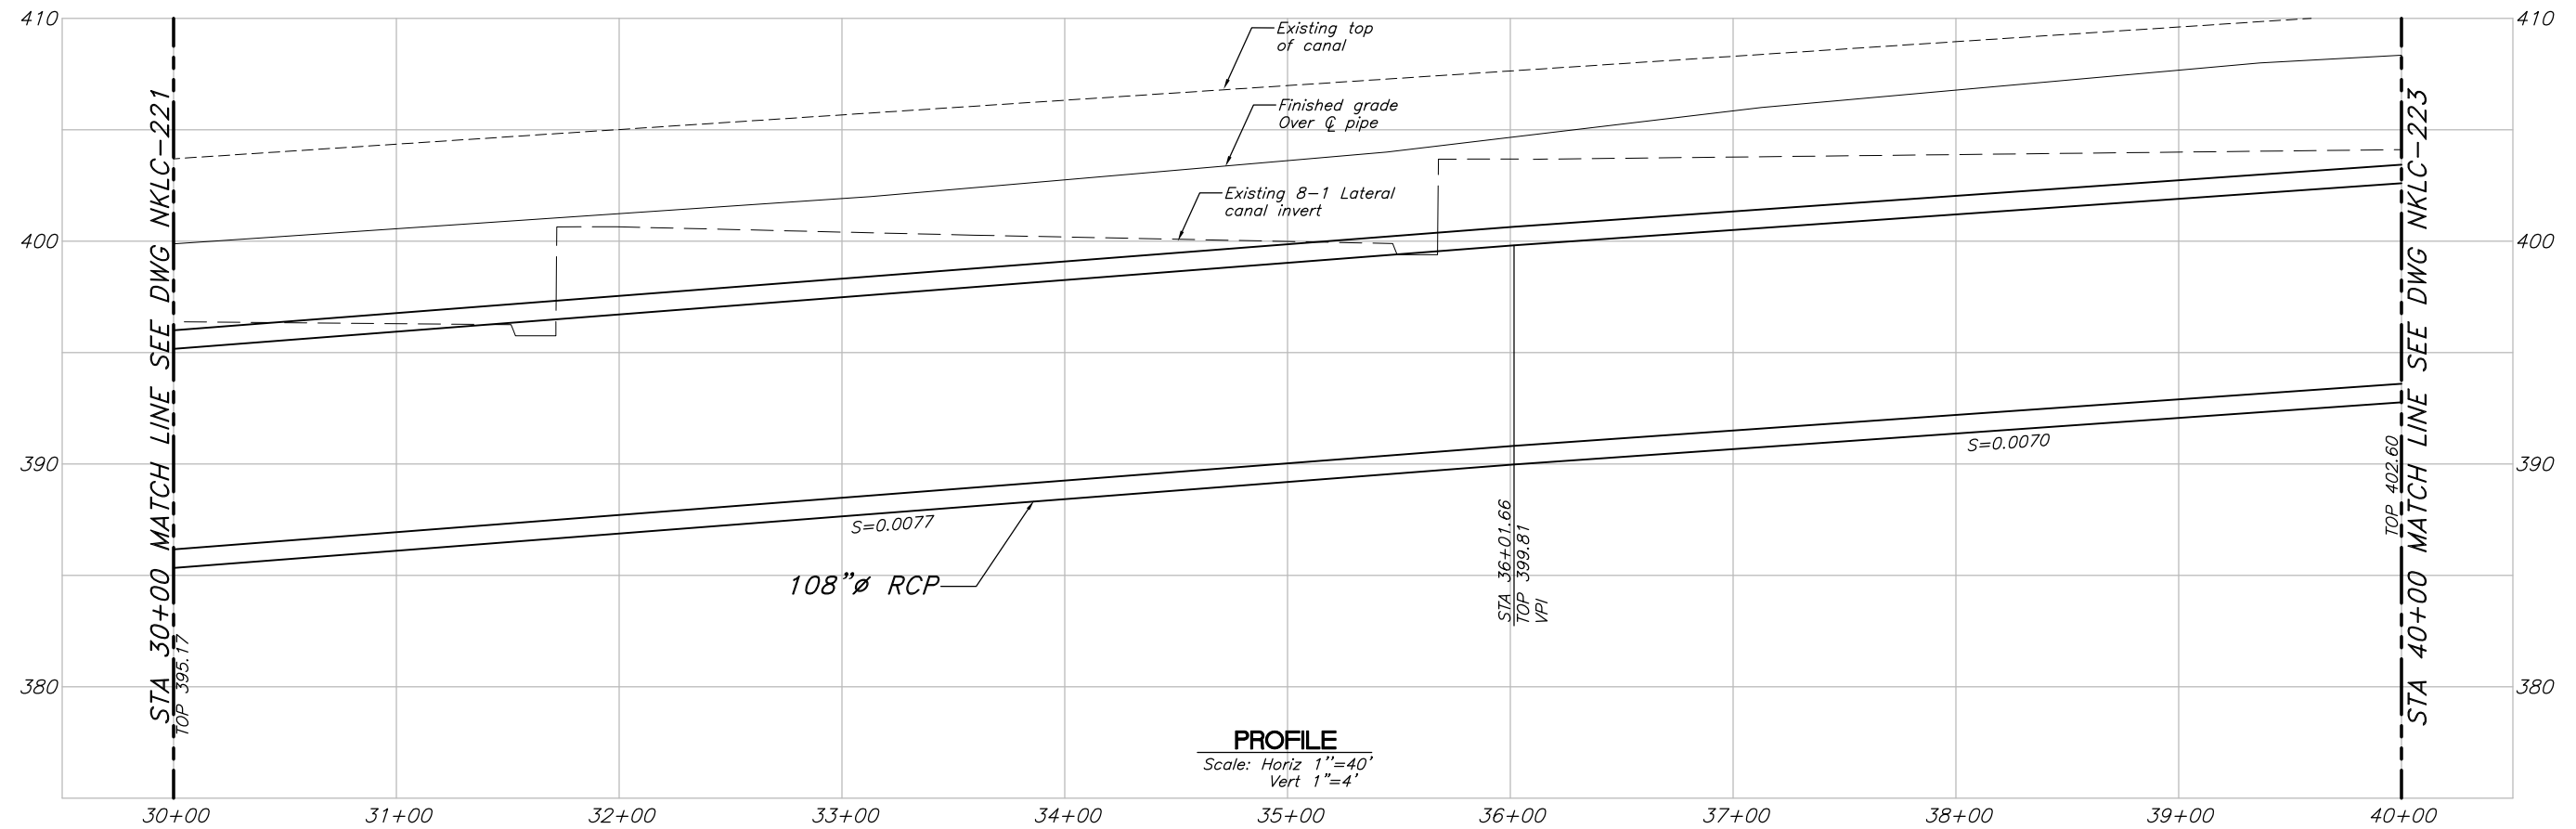 410
410
Existing top
of canal
Finished grade
Over ℄ pipe
Existing 8-1 Lateral
canal invert
400
400
390
390
380
380
STA 30+00 MATCH LINE SEE DWG NKLC-221
TOP 395.17
S=0.0077
108"ø RCP
STA 36+01.66
TOP 399.81
VPI
S=0.0070
TOP 402.60
STA 40+00 MATCH LINE SEE DWG NKLC-223
PROFILE
Scale: Horiz 1"=40'
Vert 1"=4'
30+00 31+00 32+00 33+00 34+00 35+00 36+00 37+00 38+00 39+00 40+00